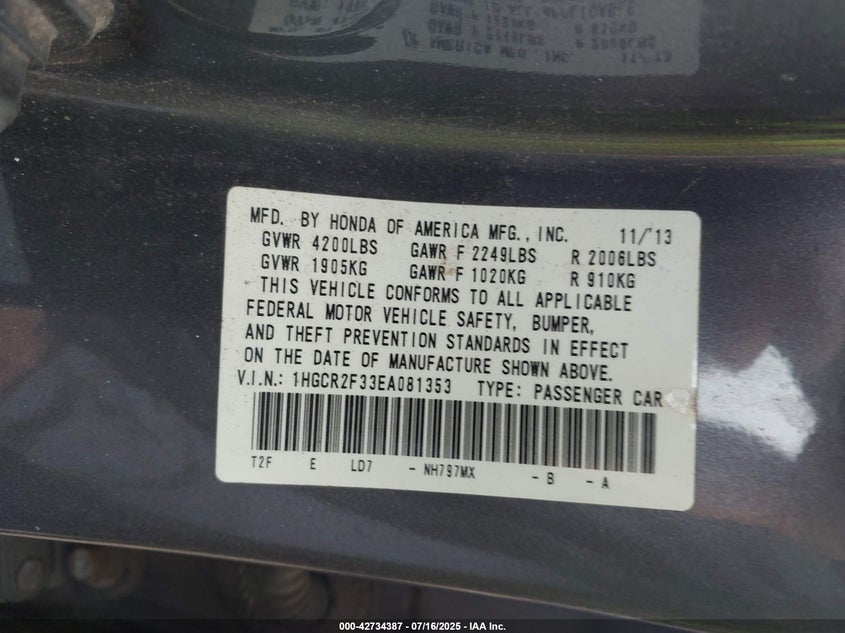 MFD. BY HONDA OF AMERICA MFG., INC. 11/'13
GVWR 4200LBS GAWR F 2249LBS R 2006LBS
GVWR 1905KG GAWR F 1020KG R 910KG
THIS VEHICLE CONFORMS TO ALL APPLICABLE
FEDERAL MOTOR VEHICLE SAFETY, BUMPER,
AND THEFT PREVENTION STANDARDS IN EFFECT
ON THE DATE OF MANUFACTURE SHOWN ABOVE.
V.I.N.: 1HGCR2F33EA081353 TYPE: PASSENGER CAR
T2F E LD7 - NH797MX - B - A
000-42734387 - 07/16/2025 - IAA Inc.